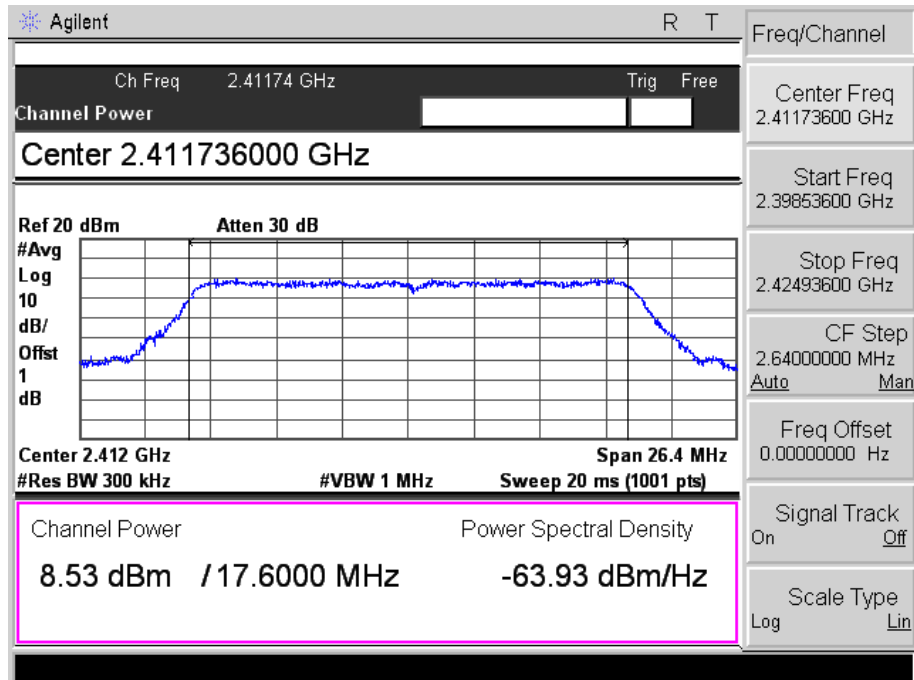 Agilent R T
Ch Freq 2.41174 GHz Trig Free
Channel Power
Center 2.411736000 GHz
Ref 20 dBm Atten 30 dB
#Avg
Log
10
dB/
Offst
1
dB
Center 2.412 GHz Span 26.4 MHz
#Res BW 300 kHz #VBW 1 MHz Sweep 20 ms (1001 pts)
Channel Power Power Spectral Density
8.53 dBm / 17.6000 MHz -63.93 dBm/Hz
Freq/Channel
Center Freq
2.41173600 GHz
Start Freq
2.39853600 GHz
Stop Freq
2.42493600 GHz
CF Step
2.64000000 MHz
Auto Man
Freq Offset
0.00000000 Hz
Signal Track
On Off
Scale Type
Log Lin